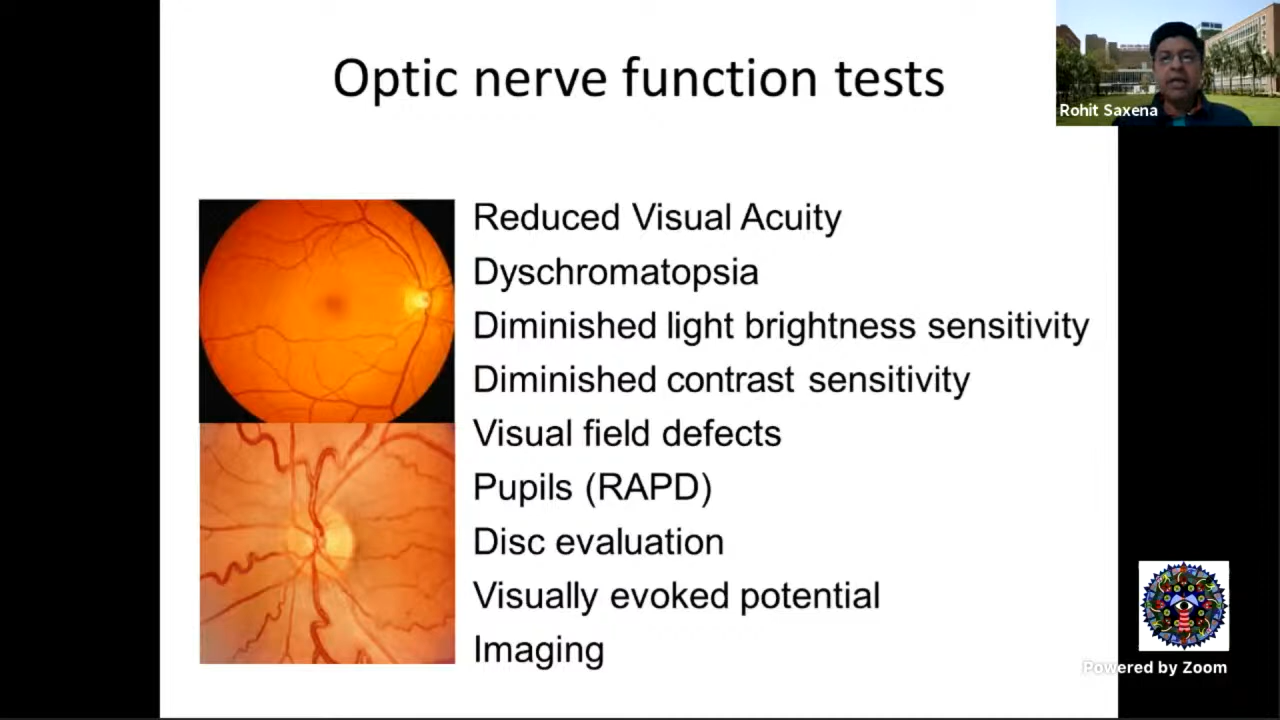 Optic nerve function tests
Rohit Saxena
Reduced Visual Acuity
Dyschromatopsia
Diminished light brightness sensitivity
Diminished contrast sensitivity
Visual field defects
Pupils (RAPD)
Disc evaluation
Visually evoked potential
Imaging
Powered by Zoom